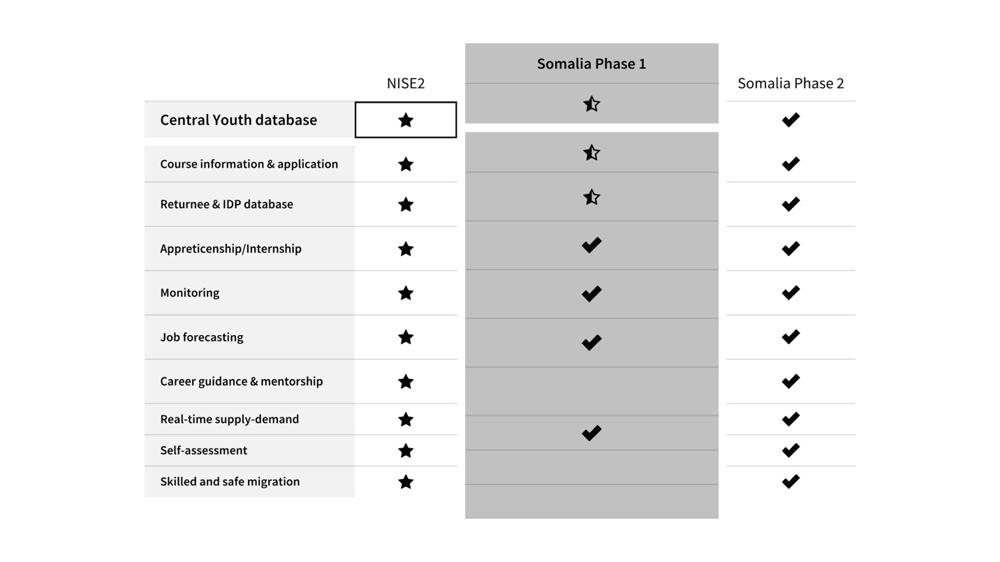 Somalia Phase 1
NISE2
Somalia Phase 2
Central Youth database
Course information & application
Returnee & IDP database
Appreticenship/Internship
Monitoring
Job forecasting
Career guidance & mentorship
Real-time supply-demand
Self-assessment
Skilled and safe migration